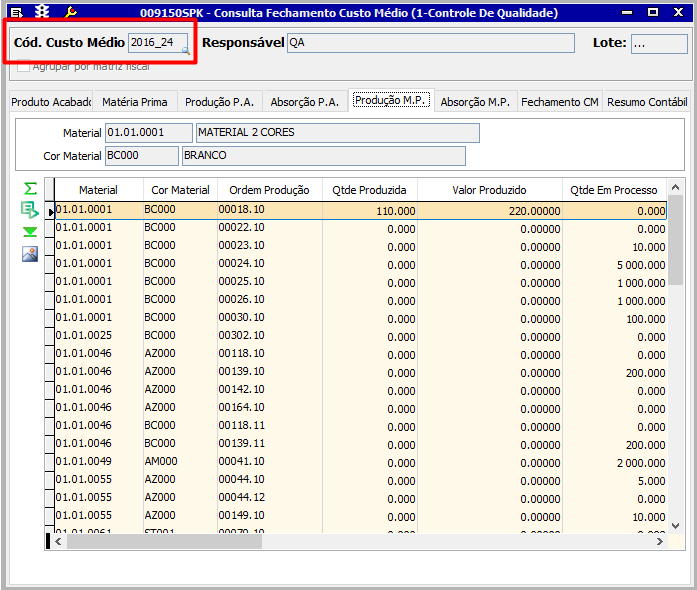 009150SPK - Consulta Fechamento Custo Médio (1-Controle De Qualidade)
Cód. Custo Médio 2016_24 Responsável QA Lote: ...
Agrupar por matriz fiscal
Produto Acabado Matéria Prima Produção P.A. Absorção P.A. Produção M.P. Absorção M.P. Fechamento CM Resumo Contábil
Material 01.01.0001 MATERIAL 2 CORES
Cor Material BC000 BRANCO
Material Cor Material Ordem Produção Qtde Produzida Valor Produzido Qtde Em Processo
01.01.0001 BC000 00018.10 110.000 220.00000 0.000
01.01.0001 BC000 00022.10 0.000 0.00000 0.000
01.01.0001 BC000 00023.10 0.000 0.00000 10.000
01.01.0001 BC000 00024.10 0.000 0.00000 5 000.000
01.01.0001 BC000 00025.10 0.000 0.00000 1 000.000
01.01.0001 BC000 00026.10 0.000 0.00000 1 000.000
01.01.0001 BC000 00030.10 0.000 0.00000 100.000
01.01.0025 BC000 00302.10 0.000 0.00000 0.000
01.01.0046 AZ000 00118.10 0.000 0.00000 0.000
01.01.0046 AZ000 00139.10 0.000 0.00000 200.000
01.01.0046 AZ000 00142.10 0.000 0.00000 0.000
01.01.0046 AZ000 00164.10 0.000 0.00000 0.000
01.01.0046 BC000 00118.11 0.000 0.00000 0.000
01.01.0046 BC000 00139.11 0.000 0.00000 200.000
01.01.0049 AM000 00041.10 0.000 0.00000 2 000.000
01.01.0055 AZ000 00044.10 0.000 0.00000 5.000
01.01.0055 AZ000 00044.12 0.000 0.00000 0.000
01.01.0055 AZ000 00149.10 0.000 0.00000 10.000